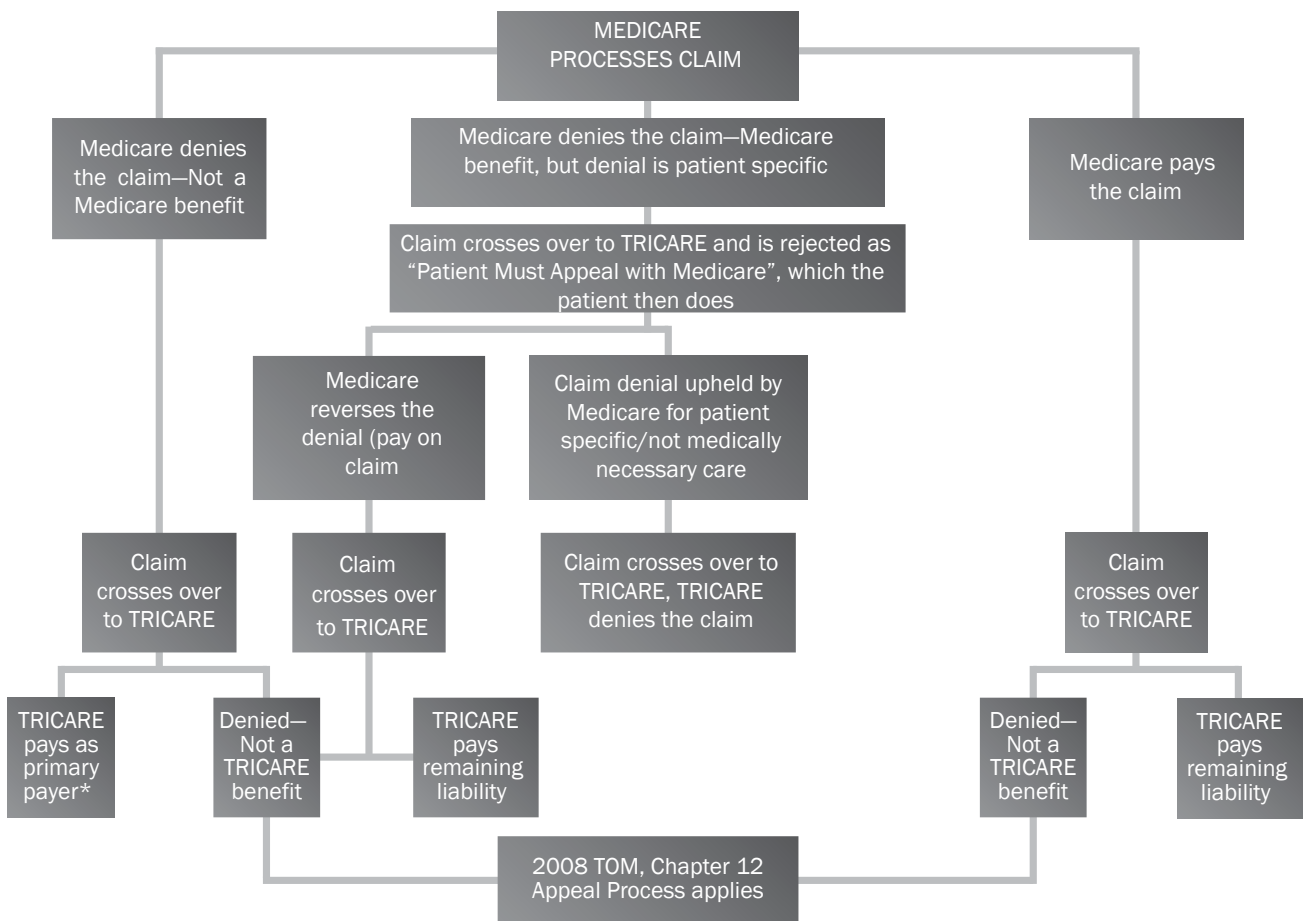 MEDICARE
PROCESSES CLAIM
Medicare denies
the claim—Not a
Medicare benefit
Medicare denies the claim—Medicare
benefit, but denial is patient specific
Medicare pays
the claim
Claim crosses over to TRICARE and is rejected as
“Patient Must Appeal with Medicare”, which the
patient then does
Medicare
reverses the
denial (pay on
claim
Claim denial upheld by
Medicare for patient
specific/not medically
necessary care
Claim
crosses over
to TRICARE
Claim
crosses over
to TRICARE
Claim crosses over to
TRICARE, TRICARE
denies the claim
Claim
crosses over
to TRICARE
TRICARE
pays as
primary
payer*
Denied—
Not a
TRICARE
benefit
TRICARE
pays
remaining
liability
Denied—
Not a
TRICARE
benefit
TRICARE
pays
remaining
liability
2008 TOM, Chapter 12
Appeal Process applies